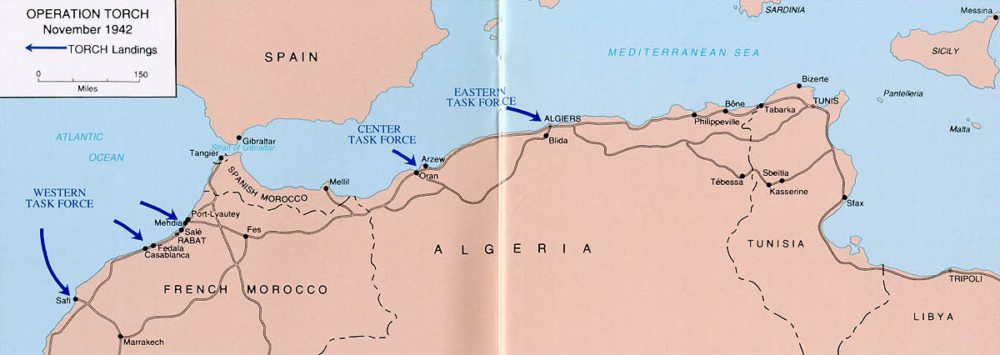 OPERATION TORCH
November 1942
TORCH Landings
0 150
Miles
SARDINIA
Messina
SPAIN
MEDITERRANEAN SEA
SICILY
Bizerte
EASTERN
TASK FORCE
Pantelleria
Bône
TUNIS
Tabarka
ALGIERS
Philippeville
Malta
CENTER
TASK FORCE
ATLANTIC
OCEAN
Gibraltar
Strait of Gibraltar
Blida
Tangier
Arzew
Oran
SPANISH MOROCCO
Mellil
Tébessa
Sbeïtla
Kasserine
WESTERN
TASK FORCE
Sfax
Port-Lyautey
Mehdia
Salé
RABAT
Fes
Fedala
Casablanca
ALGERIA
TUNISIA
TRIPOLI
FRENCH MOROCCO
Safi
LIBYA
Marrakech